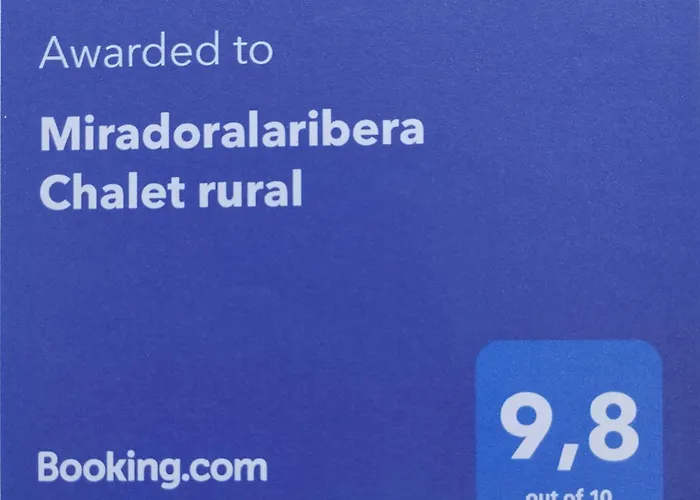 Awarded to
Miradoralaribera
Chalet rural
Booking.com
9,8
out of 10